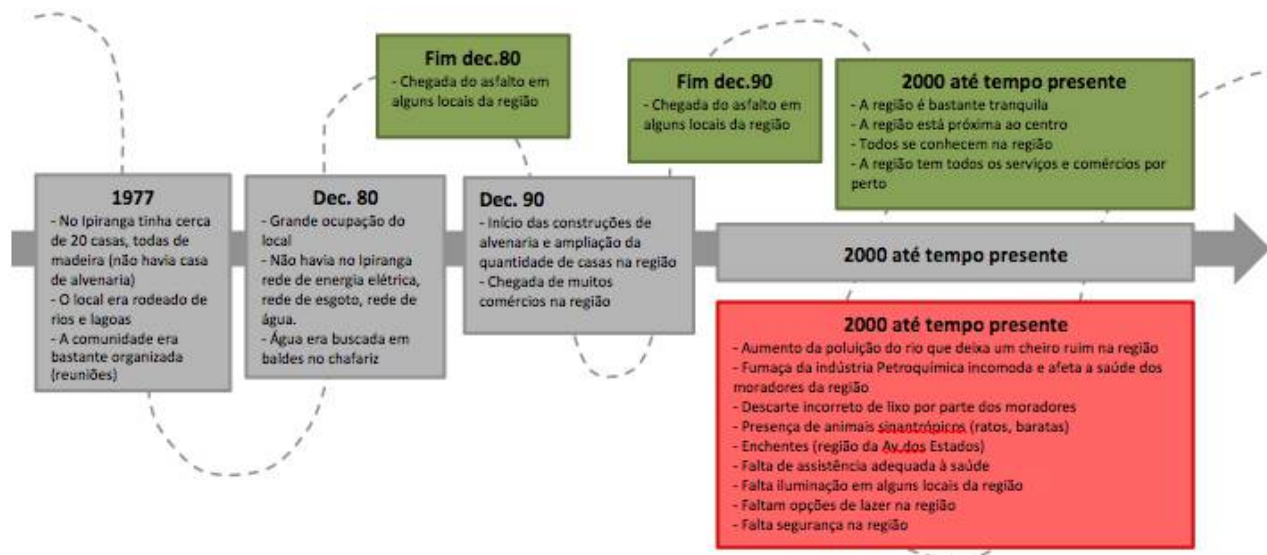 Fim dec.80
- Chegada do asfalto em
alguns locais da região
Fim dec.90
- Chegada do asfalto em
alguns locais da região
2000 até tempo presente
- A região é bastante tranquila
- A região está próxima ao centro
- Todos se conhecem na região
- A região tem todos os serviços e comércios por
perto
1977
- No Ipiranga tinha cerca
de 20 casas, todas de
madeira (não havia casa
de alvenaria)
- O local era rodeado de
rios e lagoas
- A comunidade era
bastante organizada
(reuniões)
Dec. 80
- Grande ocupação do
local
- Não havia no Ipiranga
rede de energia elétrica,
rede de esgoto, rede de
água.
- Água era buscada em
baldes no chafariz
Dec. 90
- Início das construções de
alvenaria e ampliação da
quantidade de casas na região
- Chegada de muitos
comércios na região
2000 até tempo presente
2000 até tempo presente
- Aumento da poluição do rio que deixa um cheiro ruim na região
- Fumaça da indústria Petroquímica incomoda e afeta a saúde dos
moradores da região
- Descarte incorreto de lixo por parte dos moradores
- Presença de animais sinantrópicos (ratos, baratas)
- Enchentes (região da Av.dos Estados)
- Falta de assistência adequada à saúde
- Falta iluminação em alguns locais da região
- Faltam opções de lazer na região
- Falta segurança na região